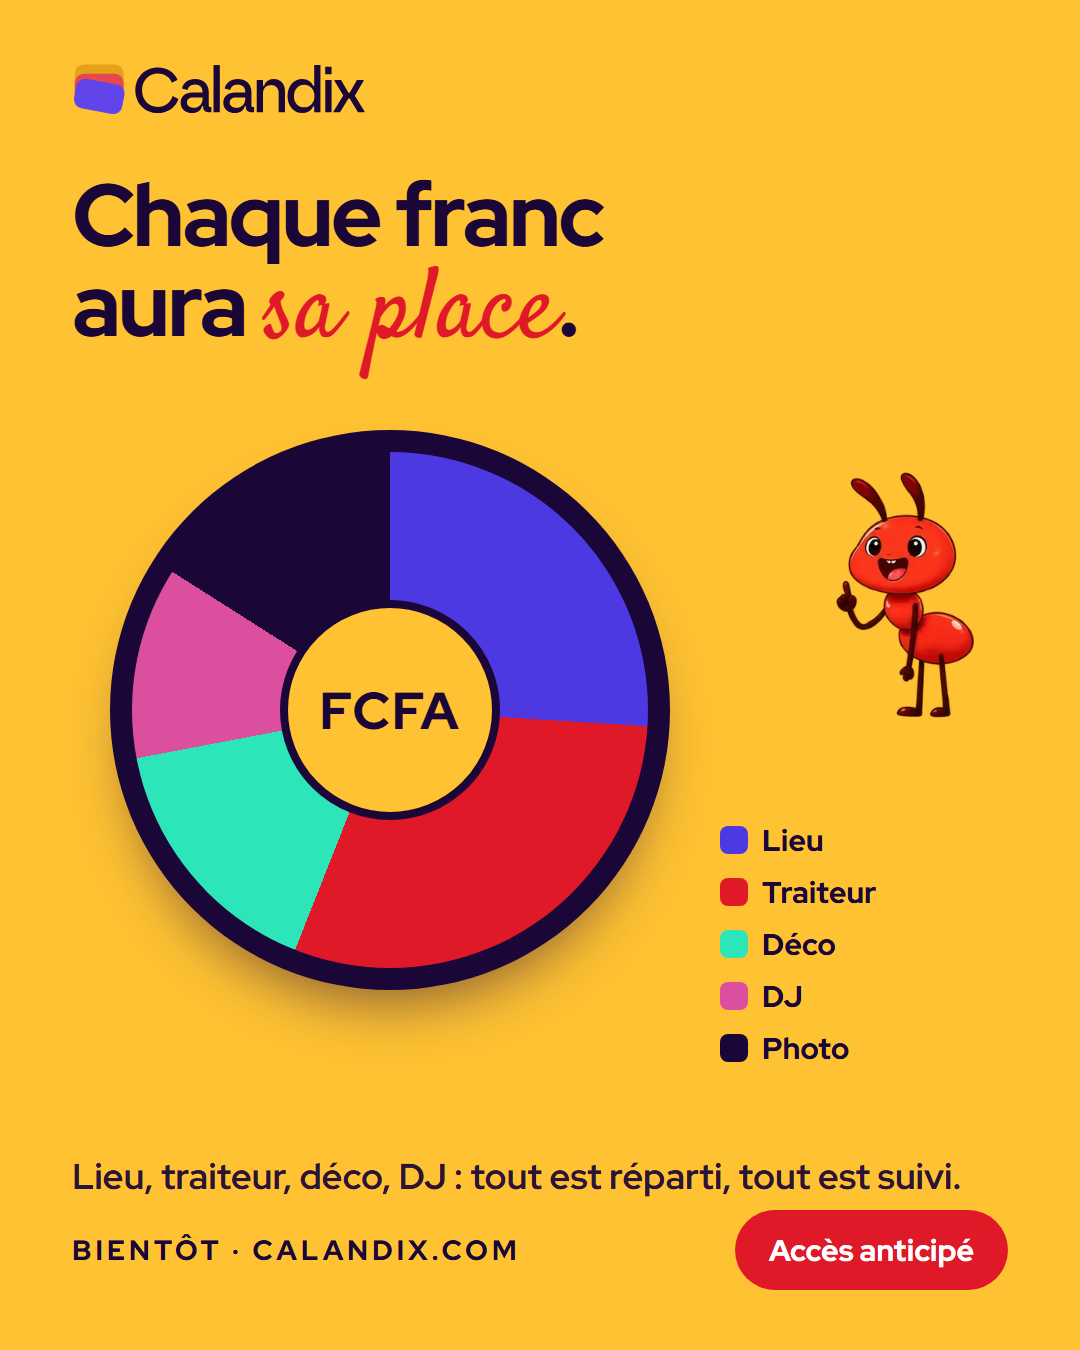 Calandix
Chaque franc
aura sa place.
FCFA
Lieu
Traiteur
Déco
DJ
Photo
Lieu, traiteur, déco, DJ : tout est réparti, tout est suivi.
BIENTÔT · CALANDIX.COM
Accès anticipé